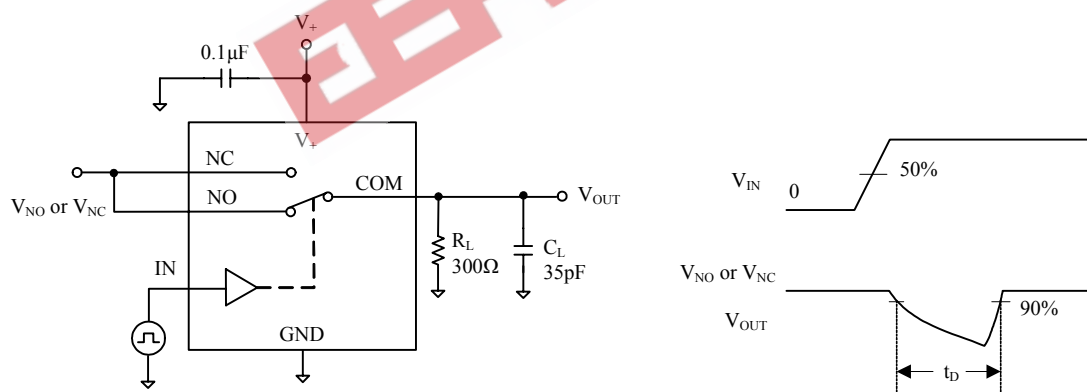 V+
0.1μF
V+
NC
NO
COM
VNO or VNC
VOUT
RL
300Ω
CL
35pF
IN
GND
VIN
0
50%
VNO or VNC
VOUT
90%
tD